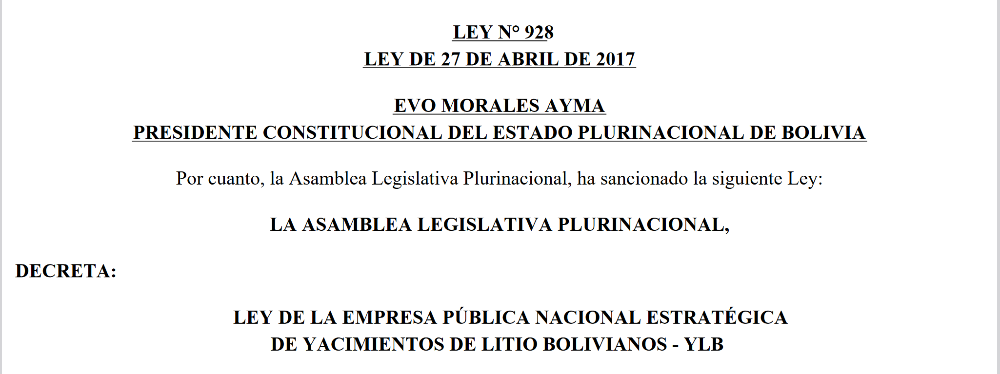 LEY N° 928
LEY DE 27 DE ABRIL DE 2017
EVO MORALES AYMA
PRESIDENTE CONSTITUCIONAL DEL ESTADO PLURINACIONAL DE BOLIVIA
Por cuanto, la Asamblea Legislativa Plurinacional, ha sancionado la siguiente Ley:
LA ASAMBLEA LEGISLATIVA PLURINACIONAL,
DECRETA:
LEY DE LA EMPRESA PÚBLICA NACIONAL ESTRATÉGICA
DE YACIMIENTOS DE LITIO BOLIVIANOS - YLB